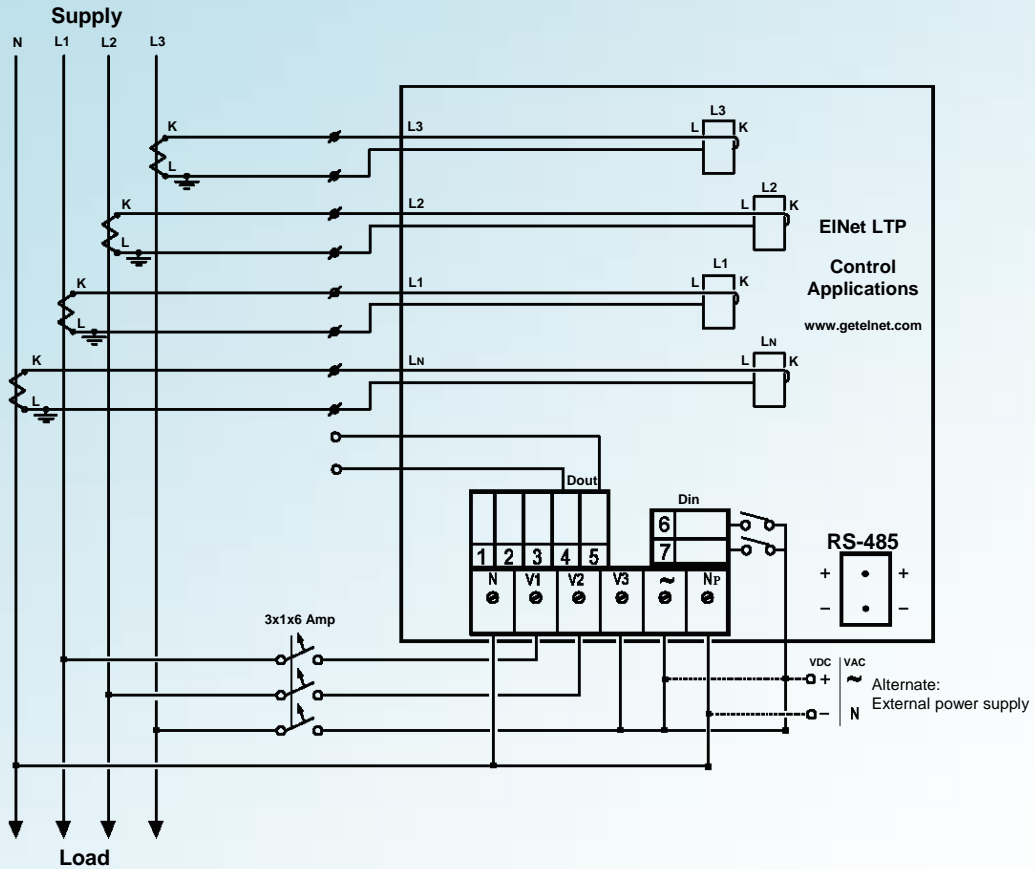 Supply
N L1 L2 L3
K
L
L3
L3
L K
K
L
L2
L2
L K
ElNet LTP
Control
Applications
www.getelnet.com
K
L
L1
L1
L K
K
L
LN
LN
L K
Dout
Din
6
7
1 2 3 4 5
N V1 V2 V3 ~ NP
RS-485
+ +
− −
3x1x6 Amp
VDC VAC
+ ~
− N
Alternate:
External power supply
Load